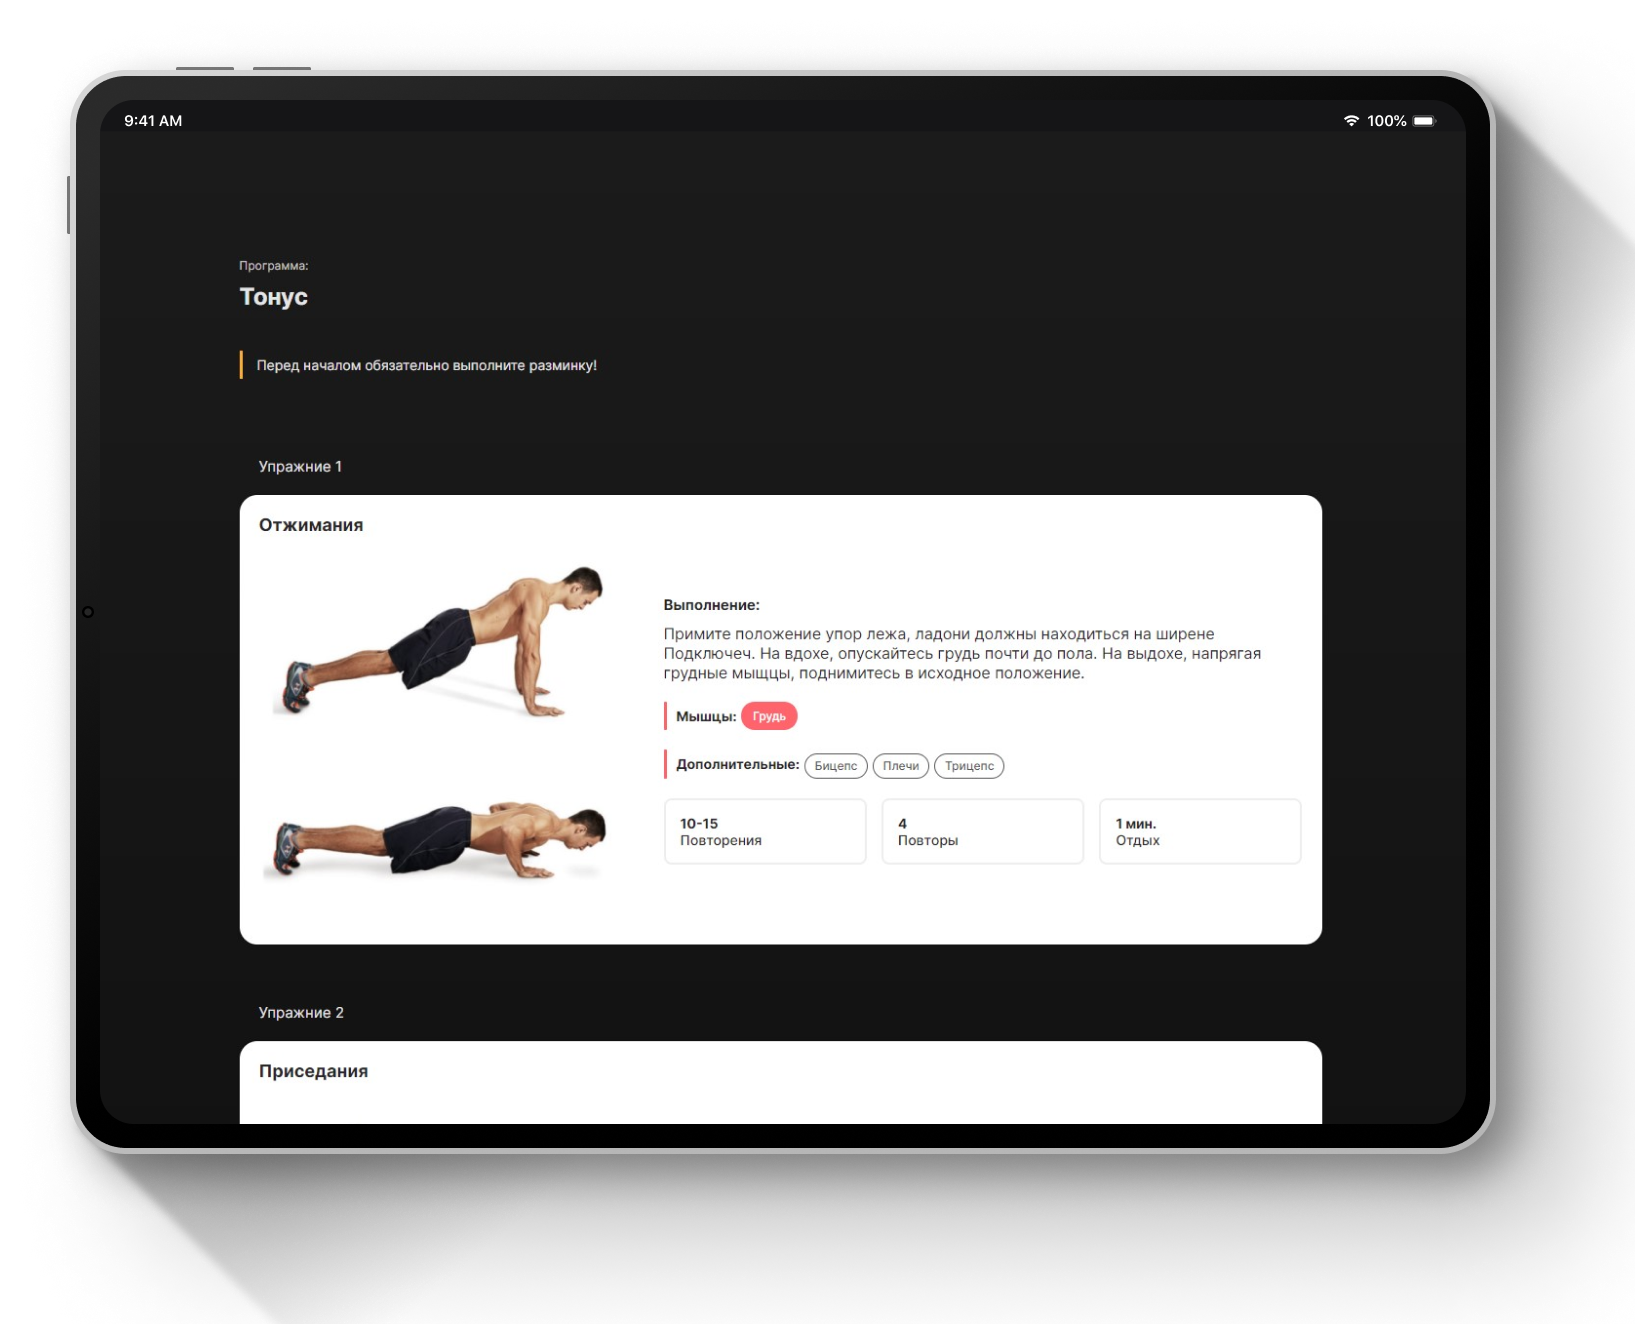 9:41 AM 100%
Программа:
Тонус
Перед началом обязательно выполните разминку!
Упражние 1
Отжимания
Выполнение:
Примите положение упор лежа, ладони должны находиться на ширене
Подключеч. На вдохе, опускайтесь грудь почти до пола. На выдохе, напрягая
грудные мыщцы, поднимитесь в исходное положение.
Мышцы: Грудь
Дополнительные: Бицепс Плечи Трицепс
10-15
Повторения
4
Повторы
1 мин.
Отдых
Упражние 2
Приседания